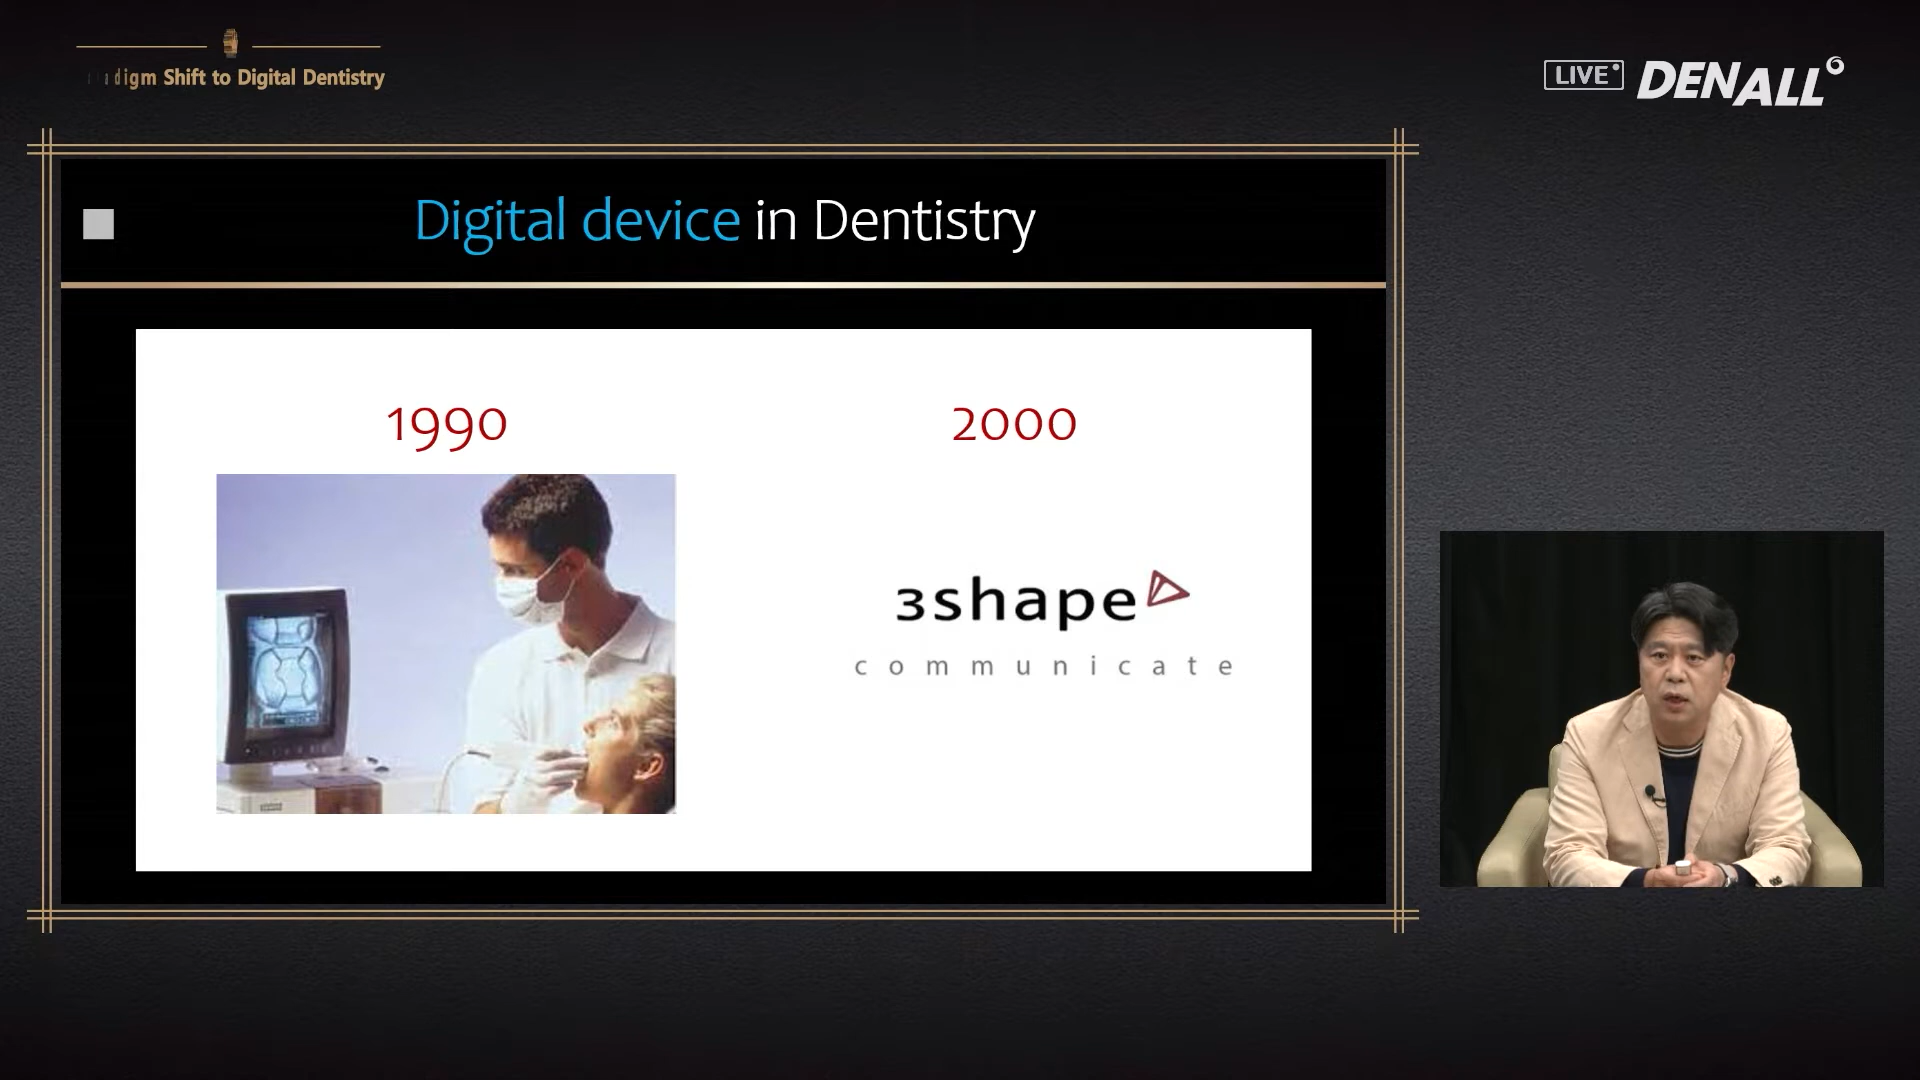 digm Shift to Digital Dentistry
LIVE
DENALL
Digital device in Dentistry
1990
2000
3shape
communicate